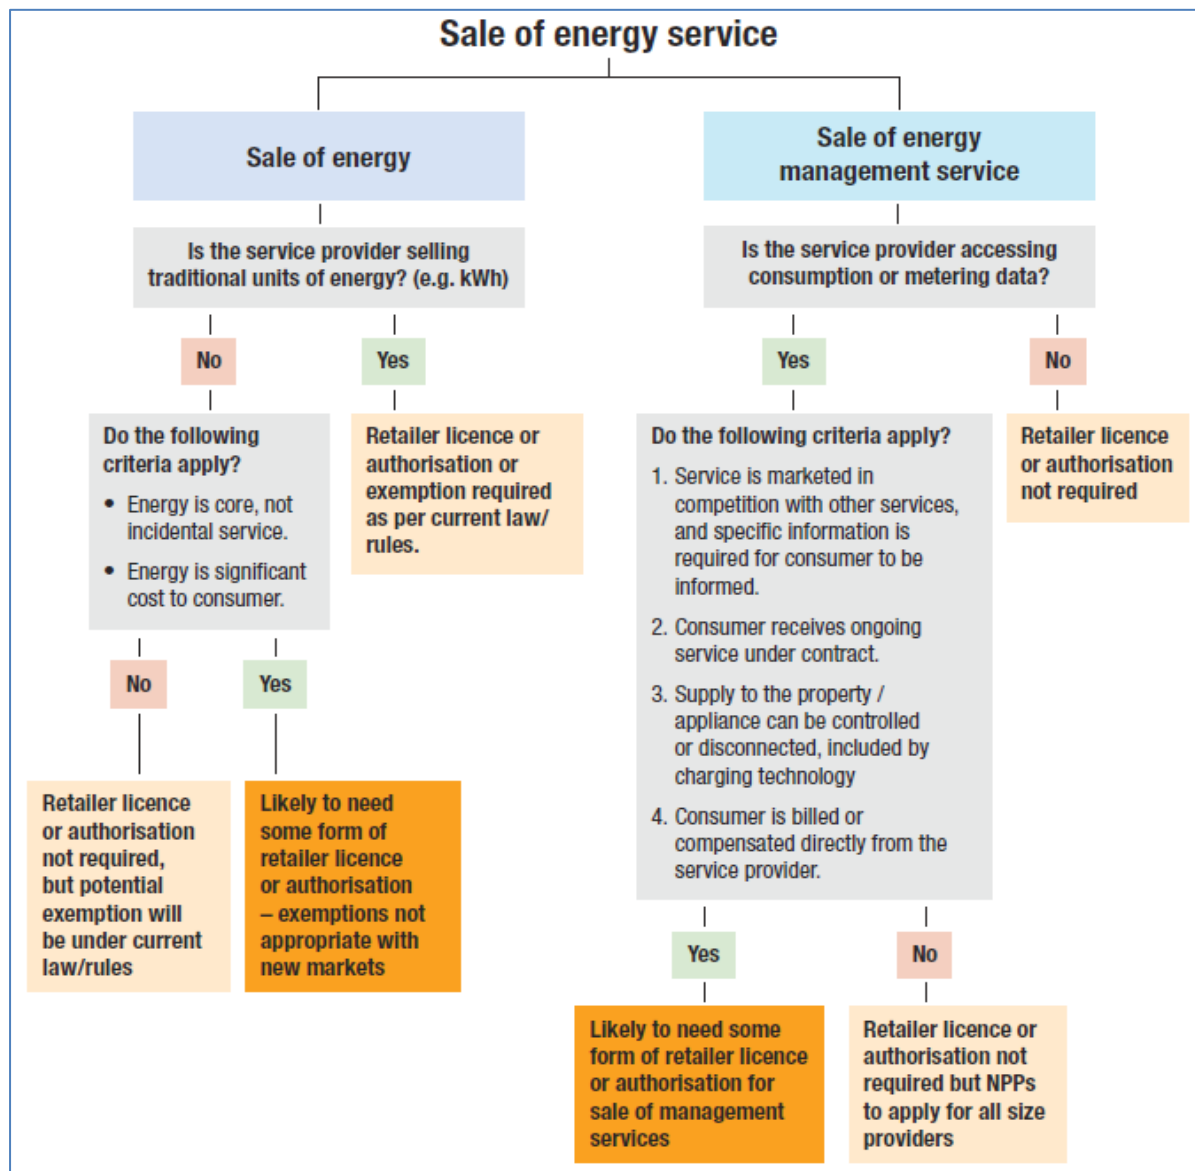 Sale of energy service
Sale of energy
Sale of energy
management service
Is the service provider selling
traditional units of energy? (e.g. kWh)
Is the service provider accessing
consumption or metering data?
No
Yes
Yes
No
Do the following
criteria apply?
• Energy is core, not
incidental service.
• Energy is significant
cost to consumer.
Retailer licence or
authorisation or
exemption required
as per current law/
rules.
Do the following criteria apply?
1. Service is marketed in
competition with other services,
and specific information is
required for consumer to be
informed.
2. Consumer receives ongoing
service under contract.
3. Supply to the property /
appliance can be controlled
or disconnected, included by
charging technology
4. Consumer is billed or
compensated directly from the
service provider.
Retailer licence
or authorisation
not required
No
Yes
Retailer licence
or authorisation
not required,
but potential
exemption will
be under current
law/rules
Likely to need
some form of
retailer licence
or authorisation
– exemptions not
appropriate with
new markets
Yes
No
Likely to need some
form of retailer licence
or authorisation for
sale of management
services
Retailer licence or
authorisation not
required but NPPs
to apply for all size
providers